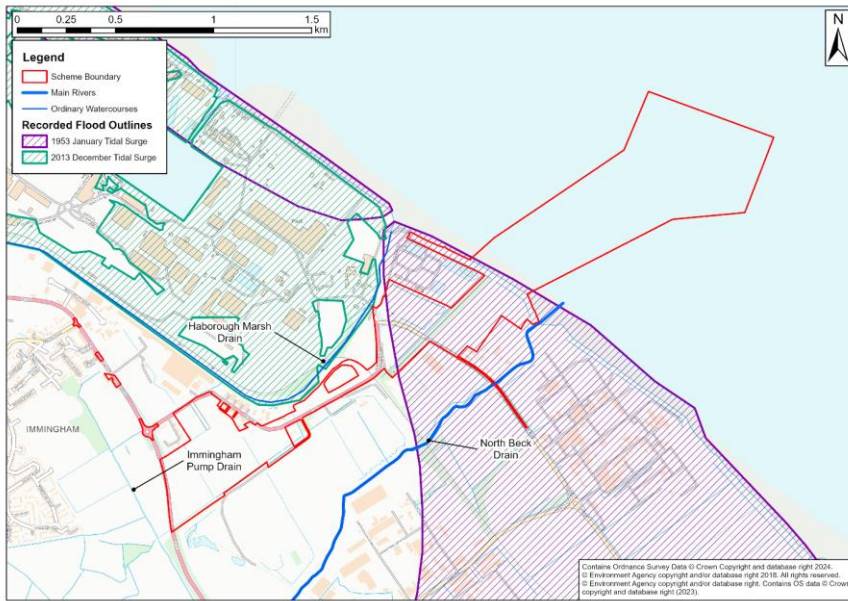 0 0.25 0.5 1 1.5
km
N
Legend
Scheme Boundary
Main Rivers
Ordinary Watercourses
Recorded Flood Outlines
1953 January Tidal Surge
2013 December Tidal Surge
Haborough Marsh
Drain
IMMINGHAM
Immingham
Pump Drain
North Beck
Drain
Contains Ordnance Survey Data © Crown Copyright and database right 2024.
© Environment Agency copyright and/or database right 2018. All rights reserved.
© Environment Agency copyright and/or database right. Contains OS data © Crown
copyright and database right (2023).